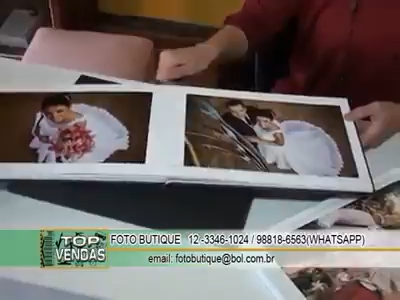 TOP
VENDAS
FOTO BUTIQUE 12 -3346-1024 / 98818-6563(WHATSAPP)
email: fotobutique@bol.com.br